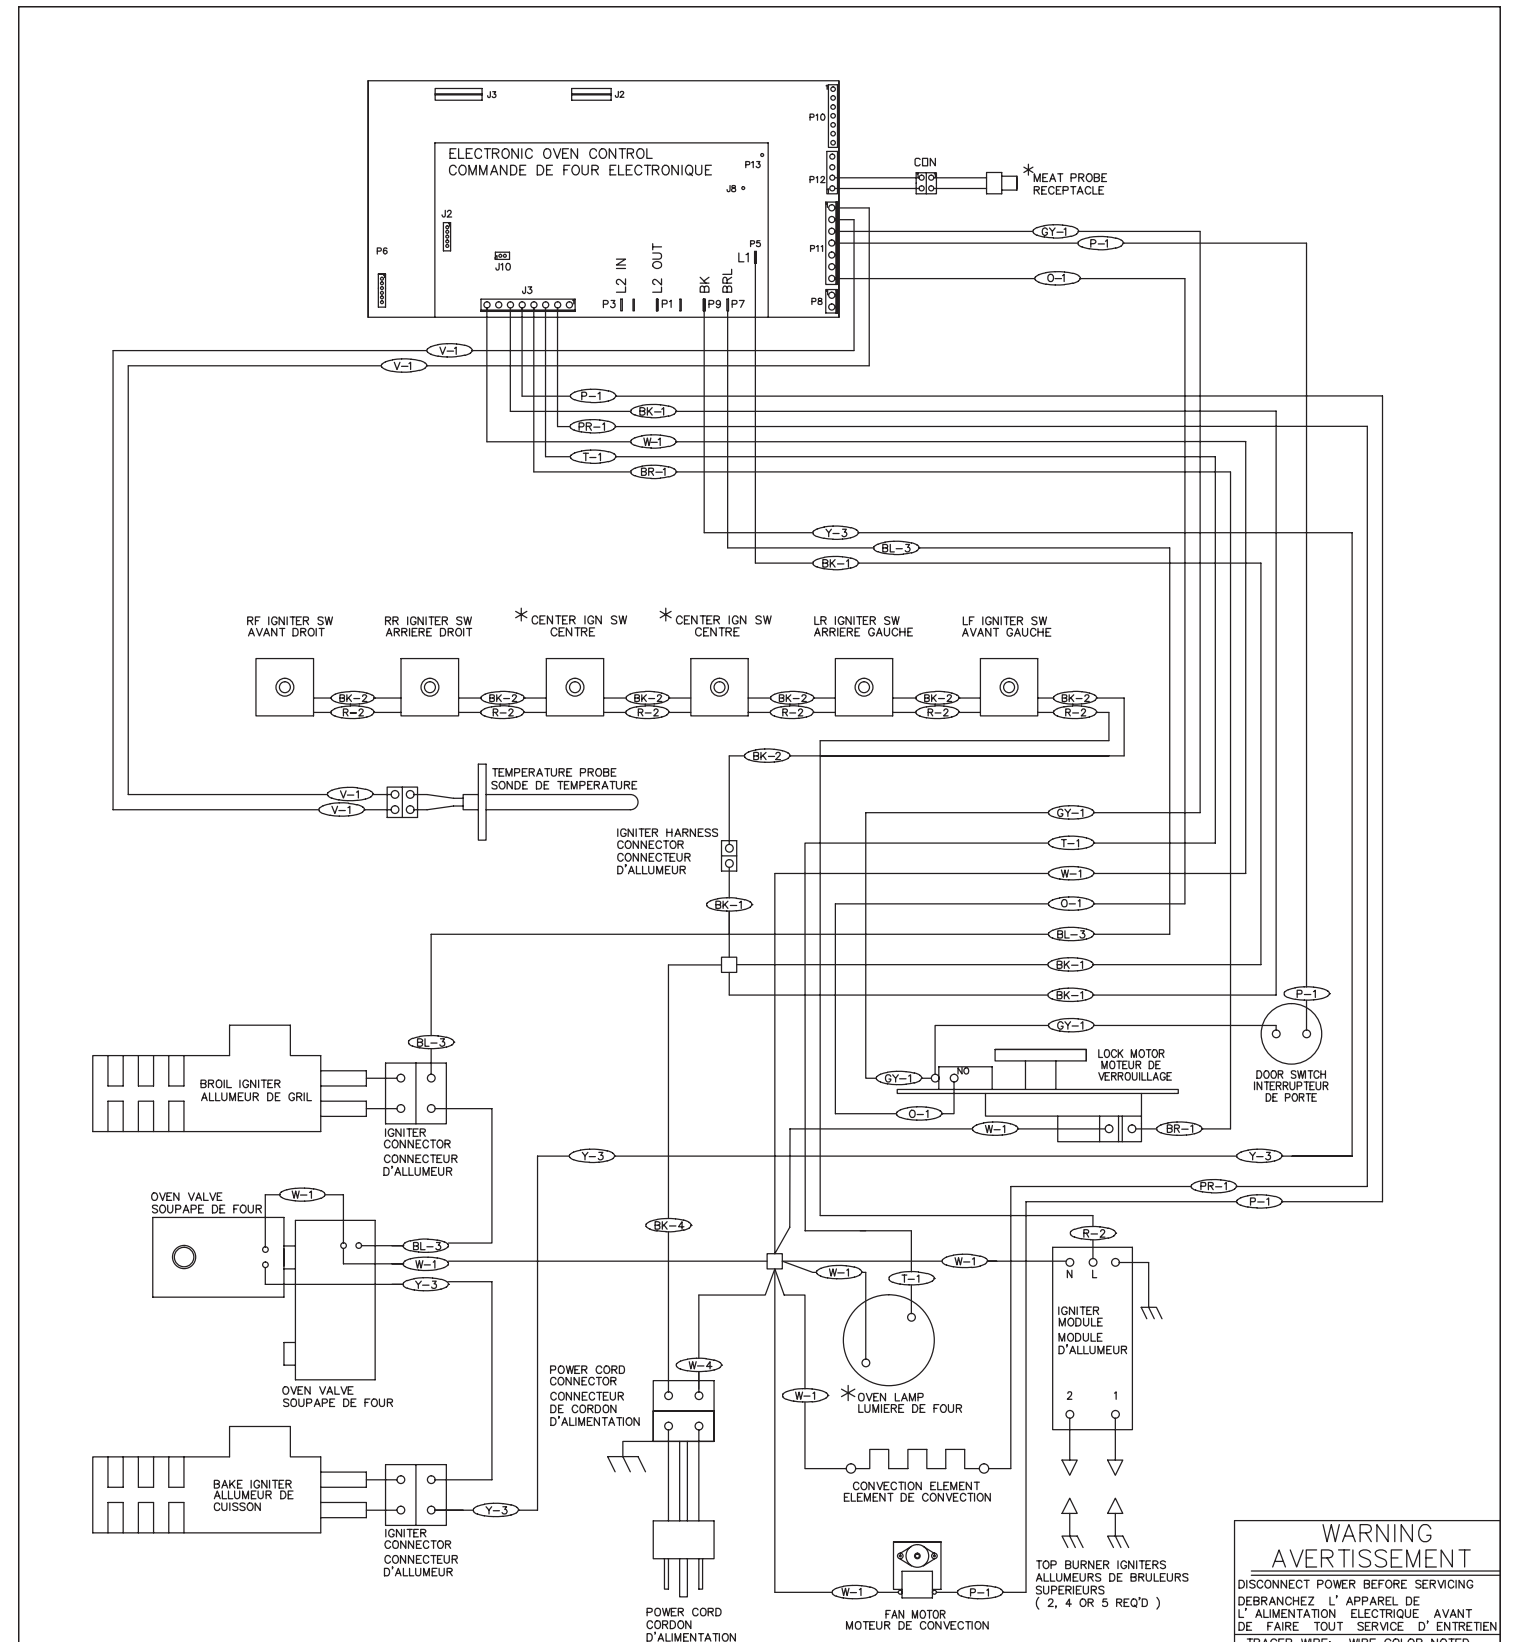 J3
J2
P10
ELECTRONIC OVEN CONTROL
COMMANDE DE FOUR ELECTRONIQUE
P13
J8
P12
CON
*MEAT PROBE
RECEPTACLE
J2
P6
J10
J3
L2 IN
L2 OUT
P3
P1
BK
P9
BRL
P7
P5
L1
P11
P8
GY-1
P-1
O-1
V-1
V-1
P-1
BK-1
PR-1
W-1
T-1
BR-1
Y-3
BL-3
BK-1
RF IGNITER SW
AVANT DROIT
RR IGNITER SW
ARRIERE DROIT
*CENTER IGN SW
CENTRE
*CENTER IGN SW
CENTRE
LR IGNITER SW
ARRIERE GAUCHE
LF IGNITER SW
AVANT GAUCHE
BK-2 BK-2 BK-2 BK-2 BK-2 BK-2
R-2 R-2 R-2 R-2 R-2 R-2
BK-2
TEMPERATURE PROBE
SONDE DE TEMPERATURE
V-1
V-1
IGNITER HARNESS
CONNECTOR
CONNECTEUR
D'ALLUMEUR
GY-1
T-1
W-1
BK-1
O-1
BL-3
BK-1
BK-1
P-1
GY-1
BL-3
BROIL IGNITER
ALLUMEUR DE GRIL
IGNITER
CONNECTOR
CONNECTEUR
D'ALLUMEUR
LOCK MOTOR
MOTEUR DE
VERROUILLAGE
NO
GY-1
O-1
W-1
BR-1
DOOR SWITCH
INTERRUPTEUR
DE PORTE
Y-3
Y-3
PR-1
P-1
OVEN VALVE
SOUPAPE DE FOUR
W-1
BL-3
W-1
Y-3
BK-4
R-2
W-1
W-1
T-1
N
L
IGNITER
MODULE
MODULE
D'ALLUMEUR
2
1
OVEN VALVE
SOUPAPE DE FOUR
POWER CORD
CONNECTOR
CONNECTEUR
DE CORDON
D'ALIMENTATION
W-4
W-1
*OVEN LAMP
LUMIERE DE FOUR
CONVECTION ELEMENT
ELEMENT DE CONVECTION
BAKE IGNITER
ALLUMEUR DE
CUISSON
Y-3
IGNITER
CONNECTOR
CONNECTEUR
D'ALLUMEUR
POWER CORD
CORDON
D'ALIMENTATION
W-1
P-1
FAN MOTOR
MOTEUR DE CONVECTION
TOP BURNER IGNITERS
ALLUMEURS DE BRULEURS
SUPERIEURS
( 2, 4 OR 5 REQ'D )
WARNING
AVERTISSEMENT
DISCONNECT POWER BEFORE SERVICING
DEBRANCHEZ L' APPAREL DE
L' ALIMENTATION ELECTRIQUE AVANT
DE FAIRE TOUT SERVICE D' ENTRETIEN
TRACER WIRE: WIRE COLOR NOTED